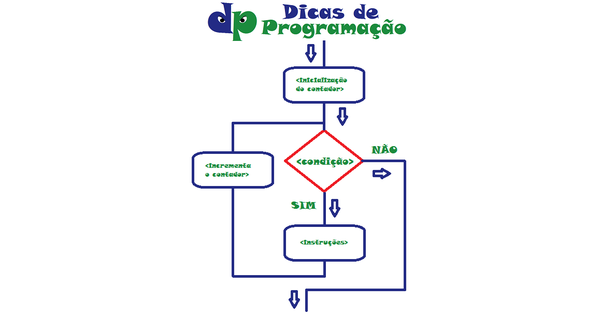 dp Dicas de
Programação
<Inicialização
do contador>
<Incrementa
o contador>
<condição>
NÃO
SIM
<Instruções>